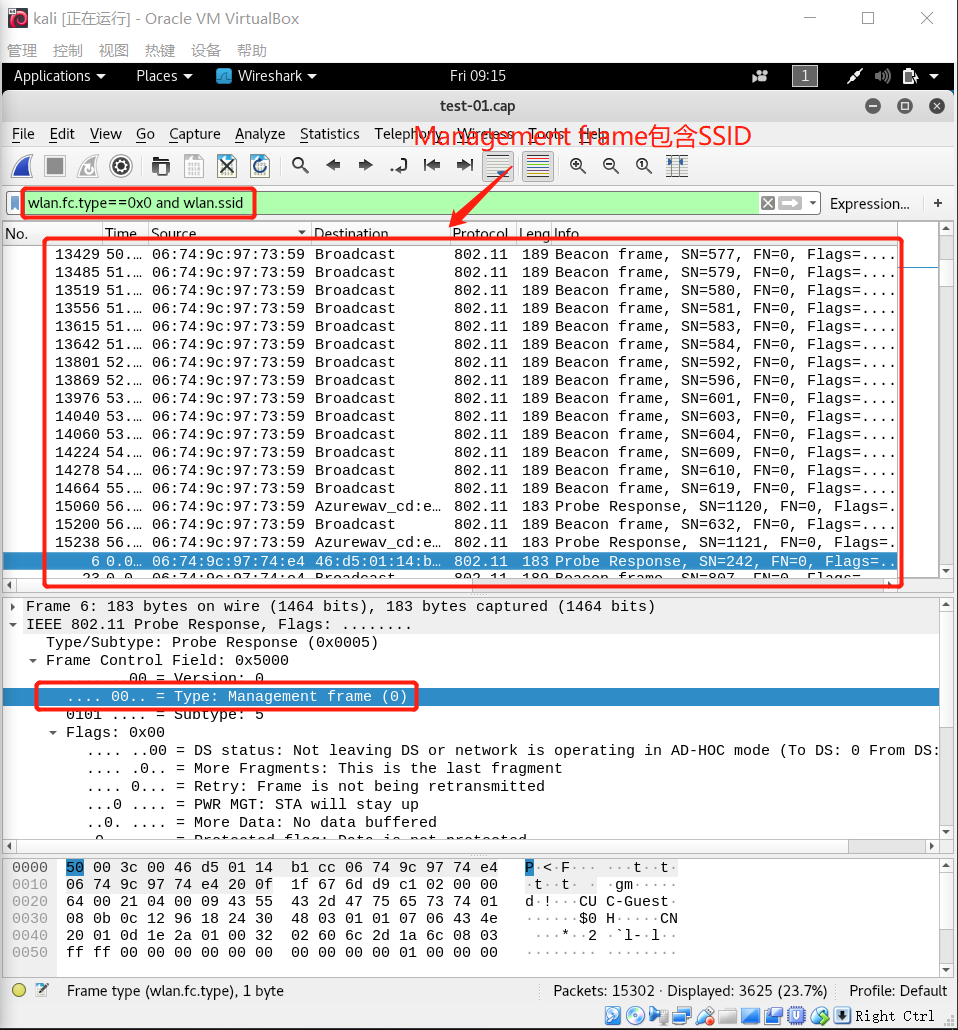 kali [正在运行] - Oracle VM VirtualBox
管理 控制 视图 热键 设备 帮助
Applications Places Wireshark Fri 09:15 1
test-01.cap
File Edit View Go Capture Analyze Statistics Telephony Wireless Tools Help
Management frame包含SSID
wlan.fc.type==0x0 and wlan.ssid Expression... +
No. Time Source Destination Protocol Leng Info
13429 50.… 06:74:9c:97:73:59 Broadcast 802.11 189 Beacon frame, SN=577, FN=0, Flags=....
13485 51.… 06:74:9c:97:73:59 Broadcast 802.11 189 Beacon frame, SN=579, FN=0, Flags=....
13519 51.… 06:74:9c:97:73:59 Broadcast 802.11 189 Beacon frame, SN=580, FN=0, Flags=....
13556 51.… 06:74:9c:97:73:59 Broadcast 802.11 189 Beacon frame, SN=581, FN=0, Flags=....
13615 51.… 06:74:9c:97:73:59 Broadcast 802.11 189 Beacon frame, SN=583, FN=0, Flags=....
13642 51.… 06:74:9c:97:73:59 Broadcast 802.11 189 Beacon frame, SN=584, FN=0, Flags=....
13801 52.… 06:74:9c:97:73:59 Broadcast 802.11 189 Beacon frame, SN=592, FN=0, Flags=....
13869 52.… 06:74:9c:97:73:59 Broadcast 802.11 189 Beacon frame, SN=596, FN=0, Flags=....
13976 53.… 06:74:9c:97:73:59 Broadcast 802.11 189 Beacon frame, SN=601, FN=0, Flags=....
14040 53.… 06:74:9c:97:73:59 Broadcast 802.11 189 Beacon frame, SN=603, FN=0, Flags=....
14060 53.… 06:74:9c:97:73:59 Broadcast 802.11 189 Beacon frame, SN=604, FN=0, Flags=....
14224 54.… 06:74:9c:97:73:59 Broadcast 802.11 189 Beacon frame, SN=609, FN=0, Flags=....
14278 54.… 06:74:9c:97:73:59 Broadcast 802.11 189 Beacon frame, SN=610, FN=0, Flags=....
14664 55.… 06:74:9c:97:73:59 Broadcast 802.11 189 Beacon frame, SN=619, FN=0, Flags=....
15060 56.… 06:74:9c:97:73:59 Azurewav_cd:e… 802.11 183 Probe Response, SN=1120, FN=0, Flags=.
15200 56.… 06:74:9c:97:73:59 Broadcast 802.11 189 Beacon frame, SN=632, FN=0, Flags=....
15238 56.… 06:74:9c:97:73:59 Azurewav_cd:e… 802.11 183 Probe Response, SN=1121, FN=0, Flags=.
6 0.0… 06:74:9c:97:74:e4 46:d5:01:14:b… 802.11 183 Probe Response, SN=242, FN=0, Flags=..
23 0.0… 06:74:9c:97:74:e4 Broadcast 802.11 189 Beacon frame, SN=807, FN=0, Flags=....
Frame 6: 183 bytes on wire (1464 bits), 183 bytes captured (1464 bits)
IEEE 802.11 Probe Response, Flags: ........
Type/Subtype: Probe Response (0x0005)
Frame Control Field: 0x5000
.... ..00 = Version: 0
.... 00.. = Type: Management frame (0)
0101 .... = Subtype: 5
Flags: 0x00
.... ..00 = DS status: Not leaving DS or network is operating in AD-HOC mode (To DS: 0 From DS:
.... .0.. = More Fragments: This is the last fragment
.... 0... = Retry: Frame is not being retransmitted
...0 .... = PWR MGT: STA will stay up
..0. .... = More Data: No data buffered
.0.. .... = Protected flag: Data is not protected
0000 50 00 3c 00 46 d5 01 14 b1 cc 06 74 9c 97 74 e4 P·<·F··· ···t··t·
0010 06 74 9c 97 74 e4 20 0f 1f 67 6d d9 c1 02 00 00 ·t··t· · ·gm·····
0020 64 00 21 04 00 09 43 55 43 2d 47 75 65 73 74 01 d·!···CU C-Guest·
0030 08 0b 0c 12 96 18 24 30 48 03 01 01 07 06 43 4e ······$0 H·····CN
0040 20 01 0d 1e 2a 01 00 32 02 60 6c 2d 1a 6c 08 03  ···*··2 ·`l-·l··
0050 ff ff 00 00 00 00 00 00 00 00 00 00 01 00 00 00 ········ ········
Frame type (wlan.fc.type), 1 byte Packets: 15302 · Displayed: 3625 (23.7%) Profile: Default
Right Ctrl